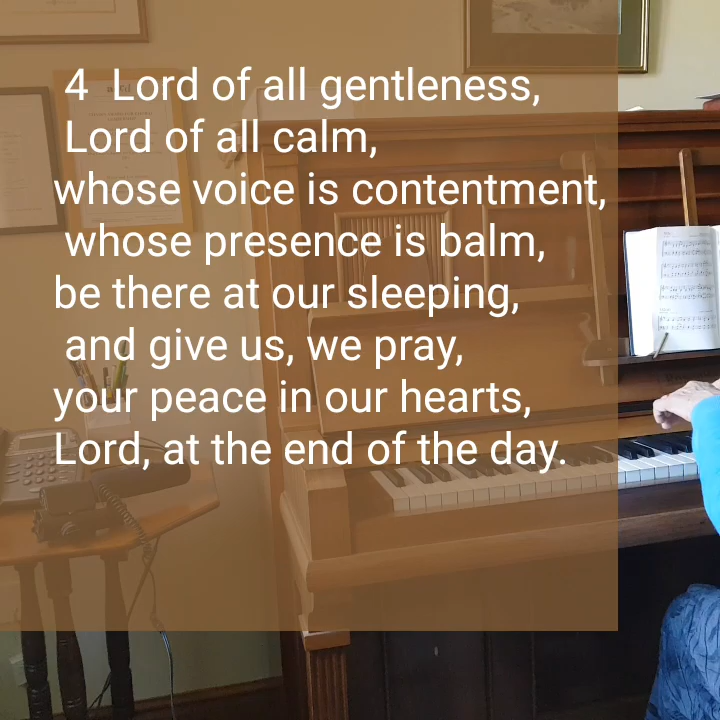 4 Lord of all gentleness,
Lord of all calm,
whose voice is contentment,
whose presence is balm,
be there at our sleeping,
and give us, we pray,
your peace in our hearts,
Lord, at the end of the day.